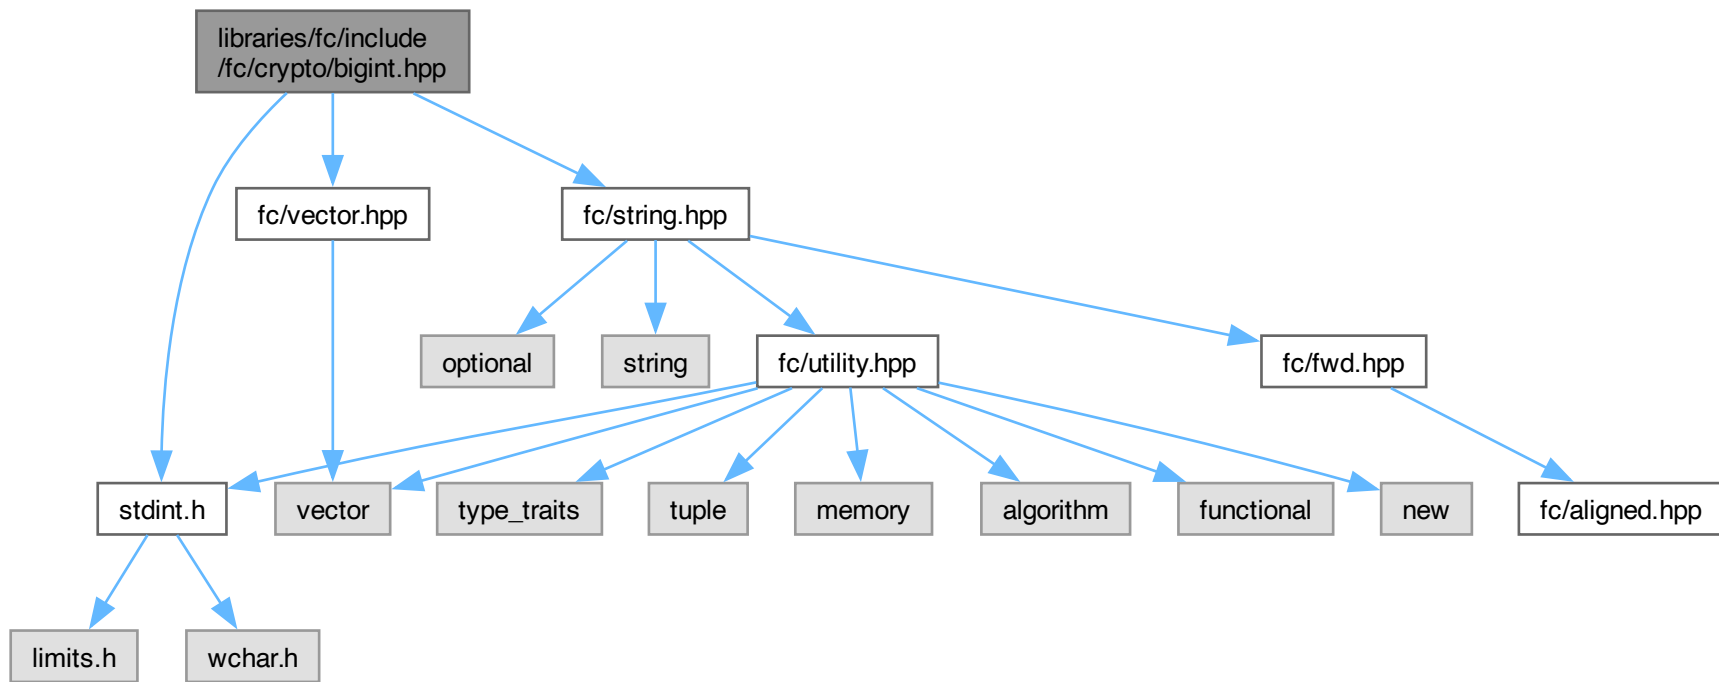 libraries/fc/include
/fc/crypto/bigint.hpp
fc/vector.hpp
fc/string.hpp
optional
string
fc/utility.hpp
fc/fwd.hpp
stdint.h
vector
type_traits
tuple
memory
algorithm
functional
new
fc/aligned.hpp
limits.h
wchar.h